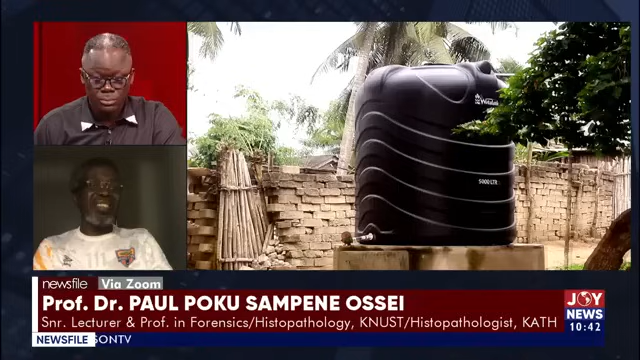 5000 LTR
newsfile Via Zoom
Prof. Dr. PAUL POKU SAMPENE OSSEI
Snr. Lecturer & Prof. in Forensics/Histopathology, KNUST/Histopathologist, KATH
JOY
NEWS
10:42
NEWSFILE SONTV